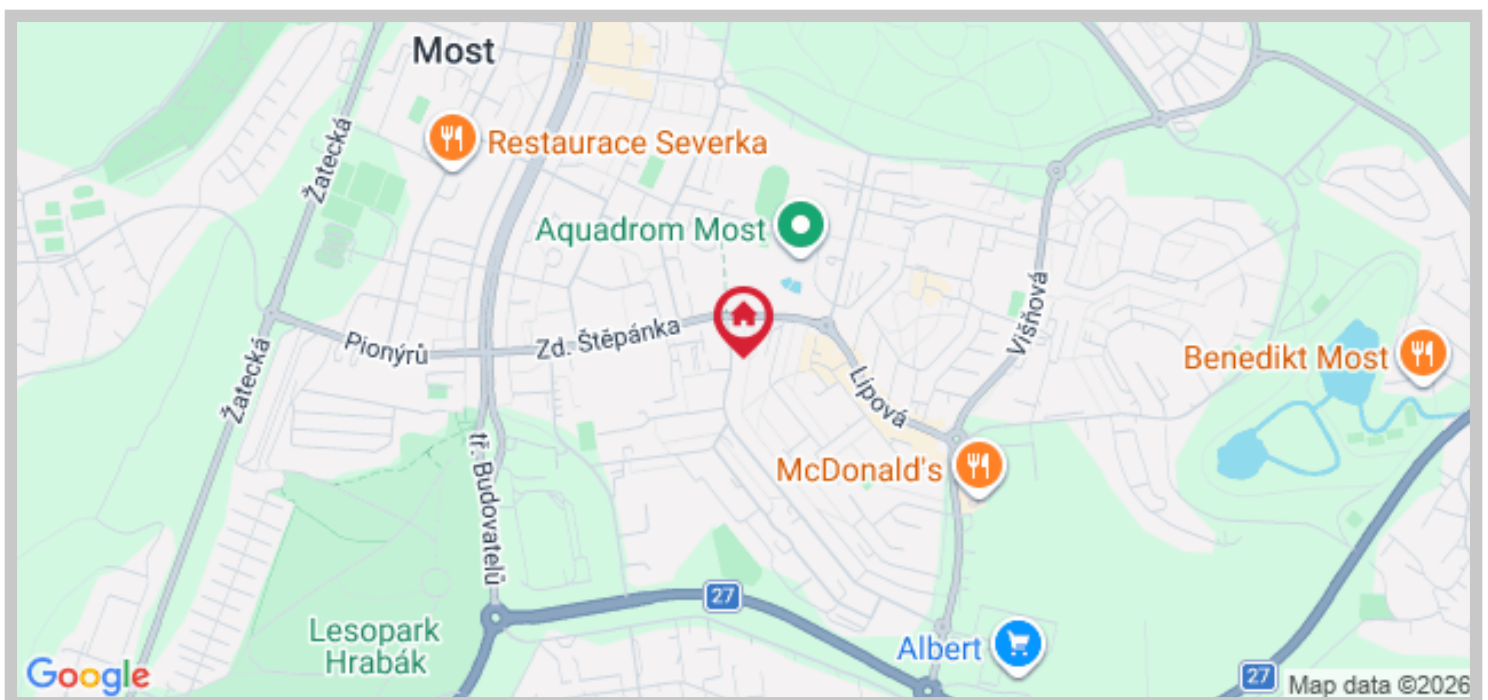 Most
Žatecká
Restaurace Severka
Aquadrom Most
Višňová
Zd. Štěpánka
Pionýrů
Benedikt Most
Žatecká
Lipová
McDonald's
tř. Budovatelů
27
Lesopark
Hrabák
Albert
Google
27
Map data ©2026